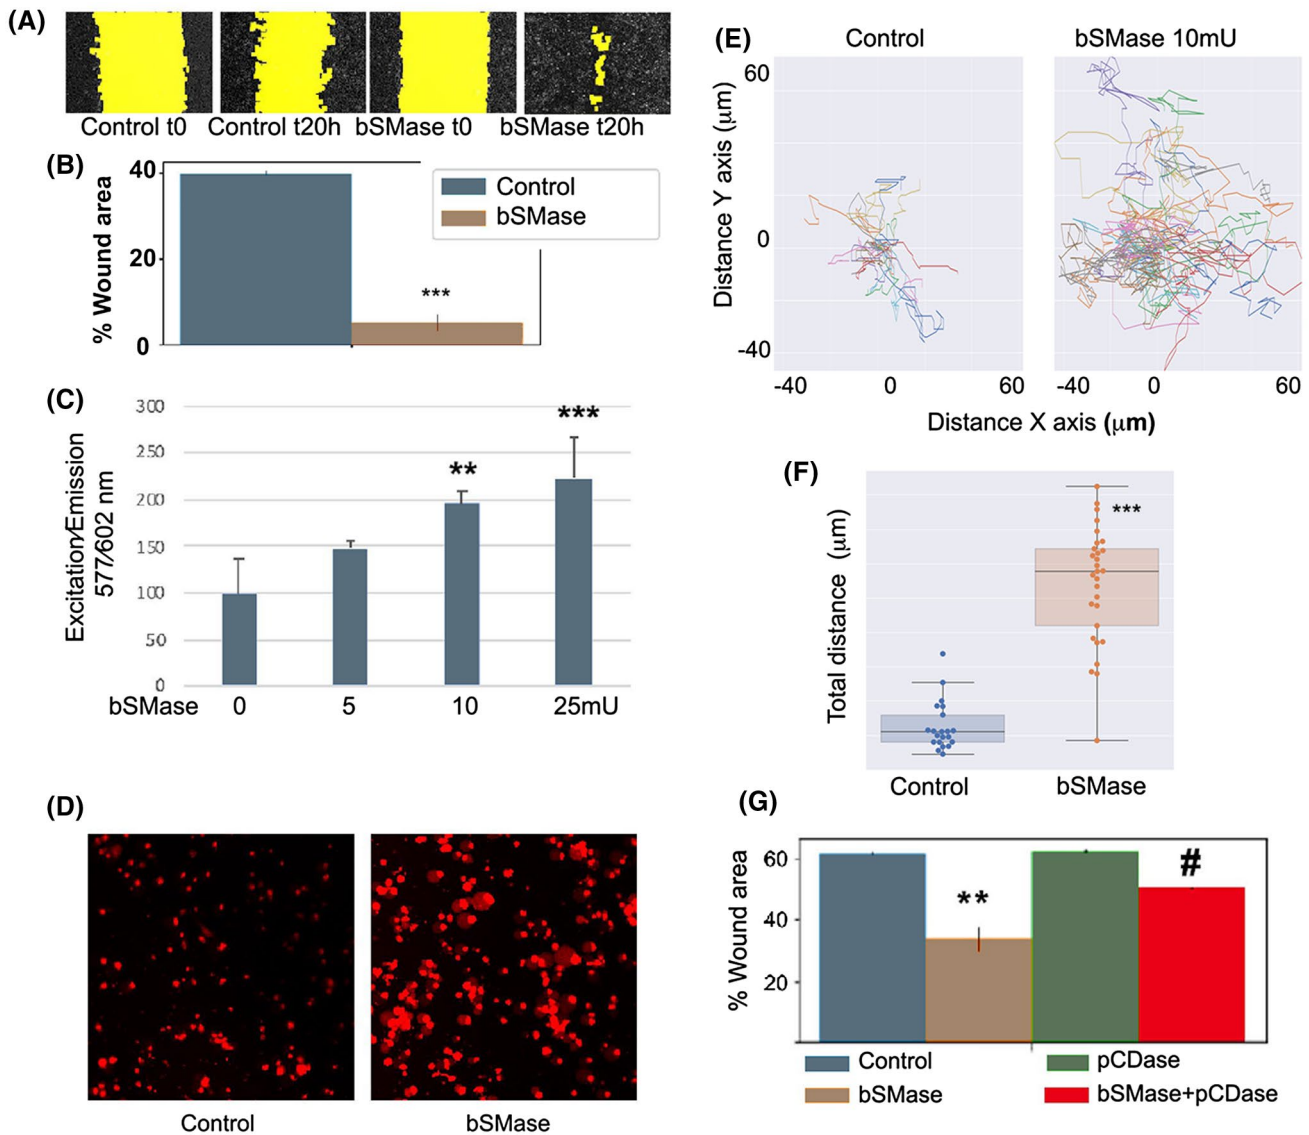 (A)
Control t0 Control t20h bSMase t0 bSMase t20h
(B)
% Wound area
40
20
0
***
Control
bSMase
(C)
Excitation/Emission
577/602 nm
300
250
200
150
100
50
0
**
***
bSMase 0 5 10 25mU
(D)
Control bSMase
(E)
Control bSMase 10mU
Distance Y axis (μm)
60
0
-40
-40 0 60 -40 0 60
Distance X axis (μm)
(F)
Total distance (μm)
***
Control bSMase
(G)
% Wound area
60
40
20
**
#
Control pCDase
bSMase bSMase+pCDase